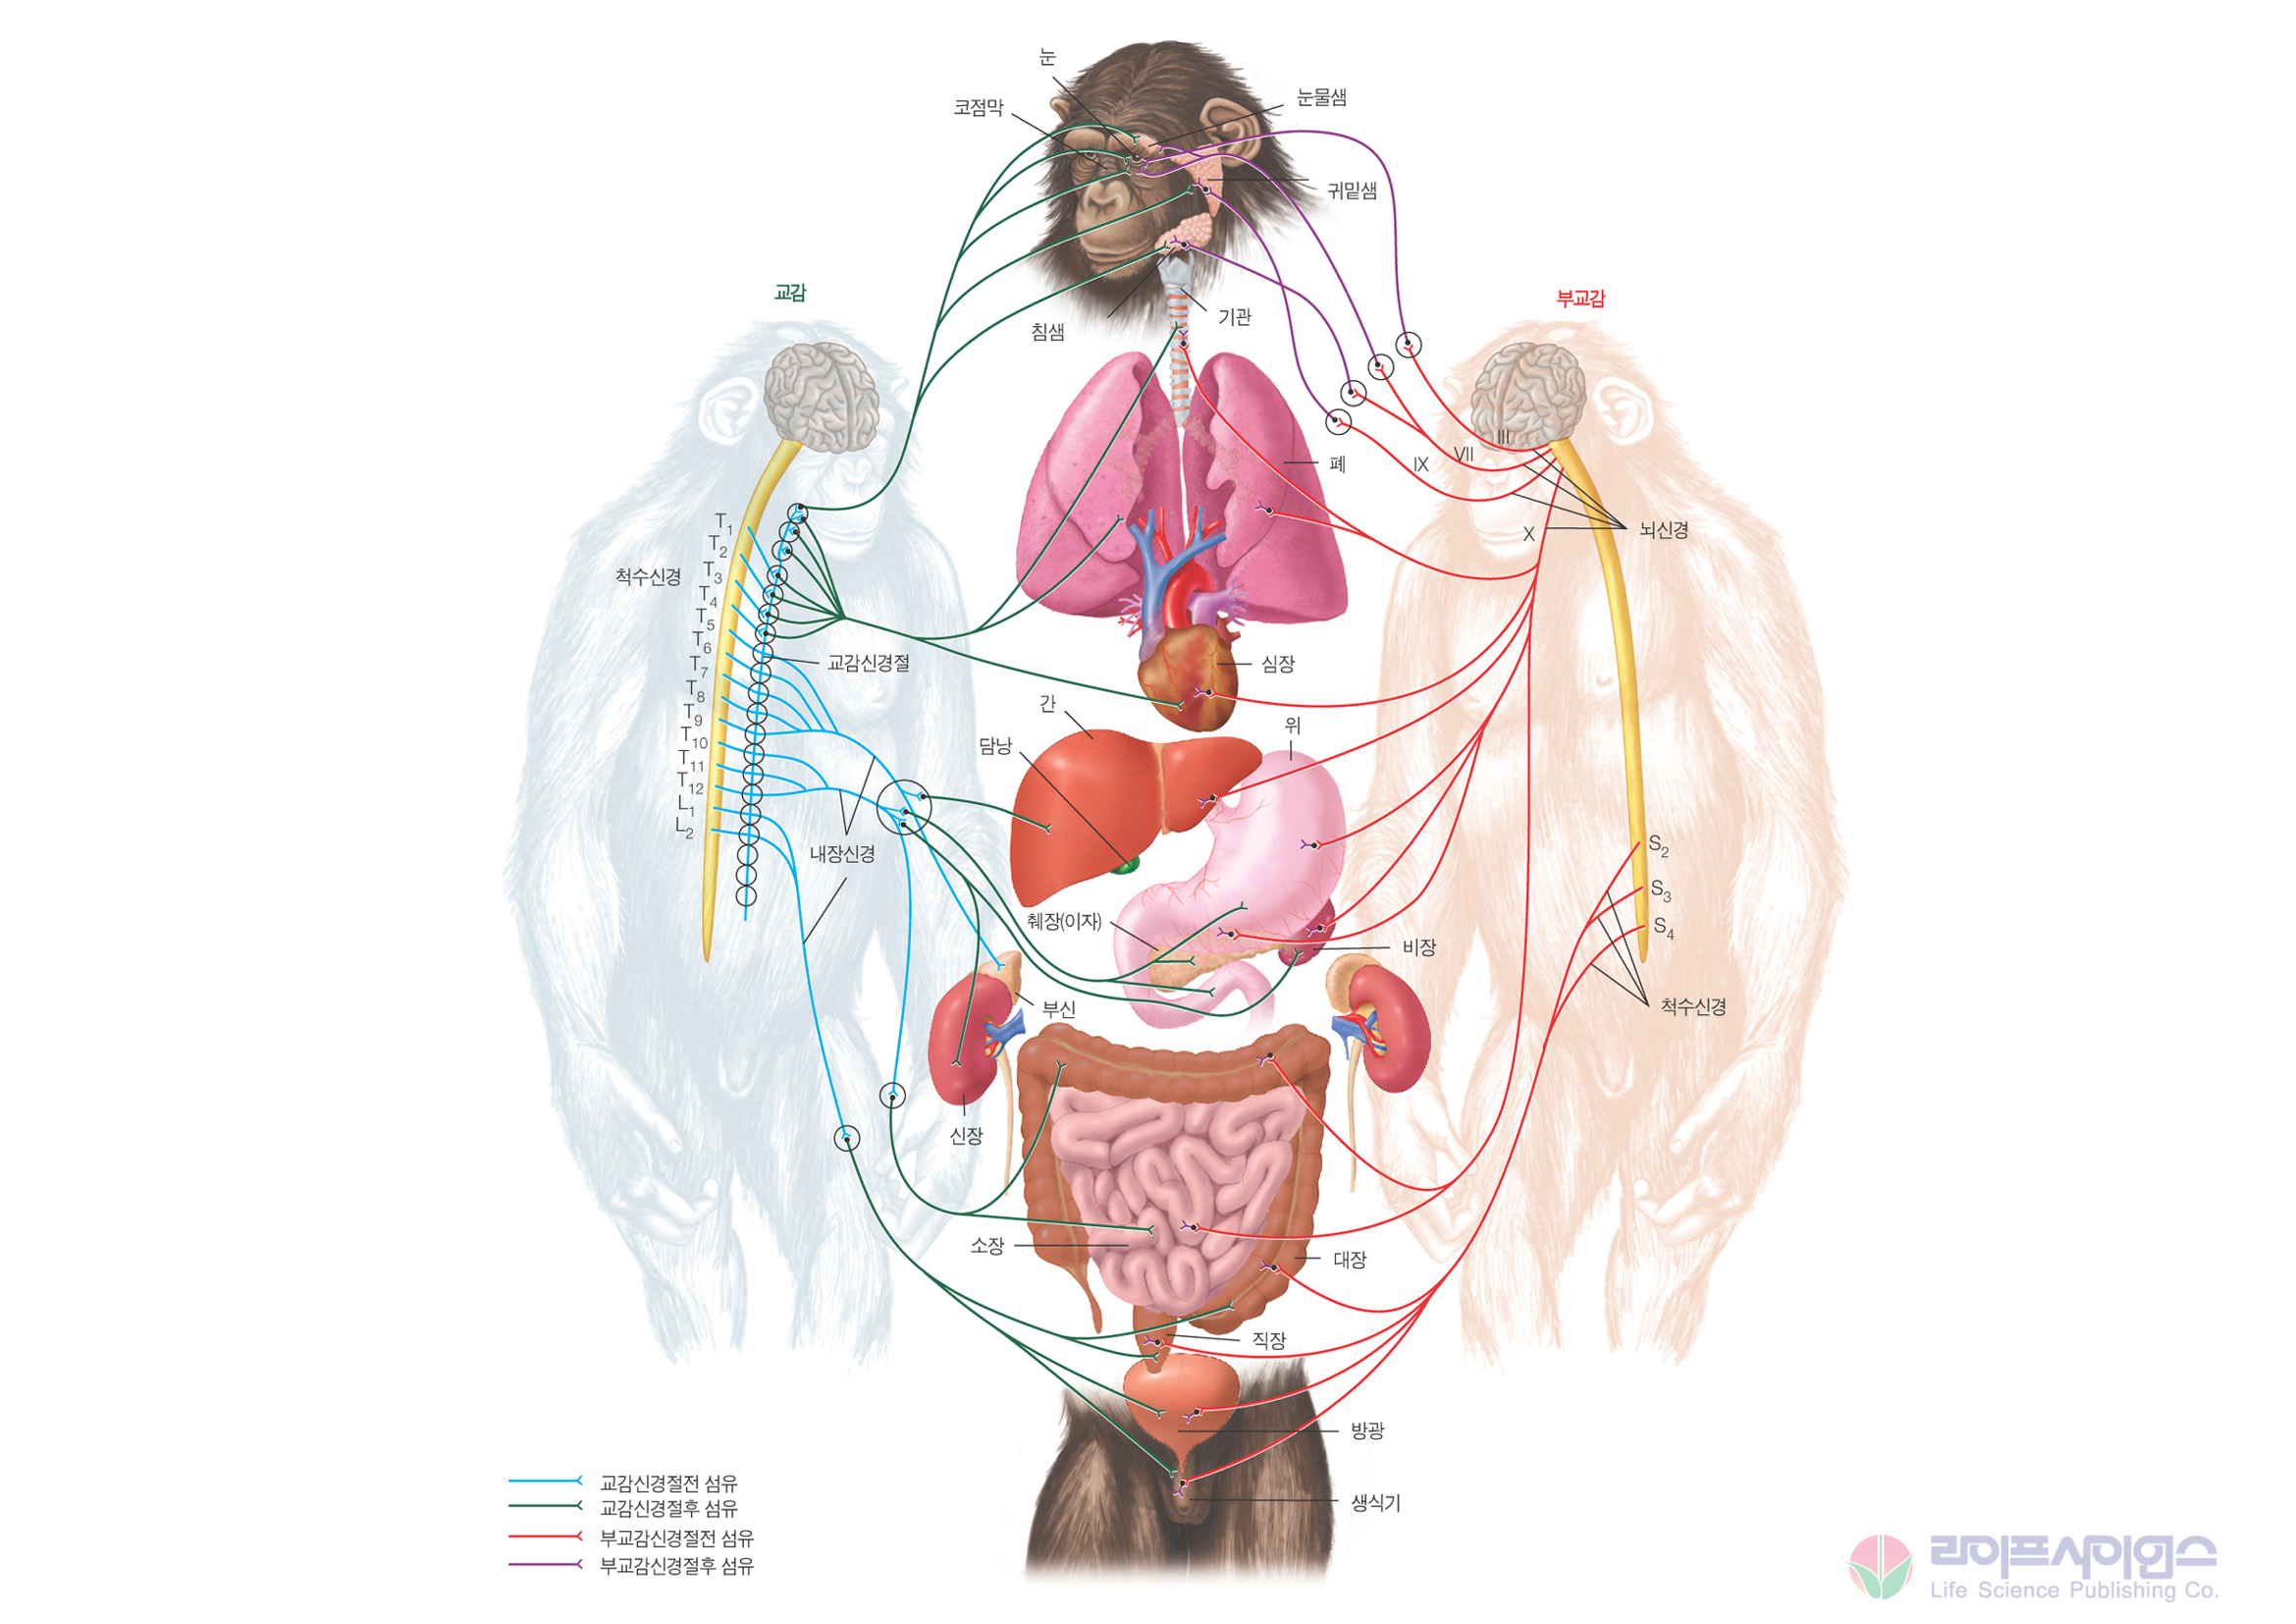 눈
코점막
눈물샘
귀밑샘
교감
부교감
침샘
기관
III
VII
IX
폐
X
뇌신경
T1
T2
척수신경
T3
T4
T5
T6
T7
T8
T9
T10
T11
T12
L1
L2
교감신경절
심장
간
담낭
위
내장신경
S2
S3
S4
췌장(이자)
비장
부신
척수신경
신장
소장
대장
직장
방광
생식기
교감신경절전 섬유
교감신경절후 섬유
부교감신경절전 섬유
부교감신경절후 섬유
라이프사이언스
Life Science Publishing Co.